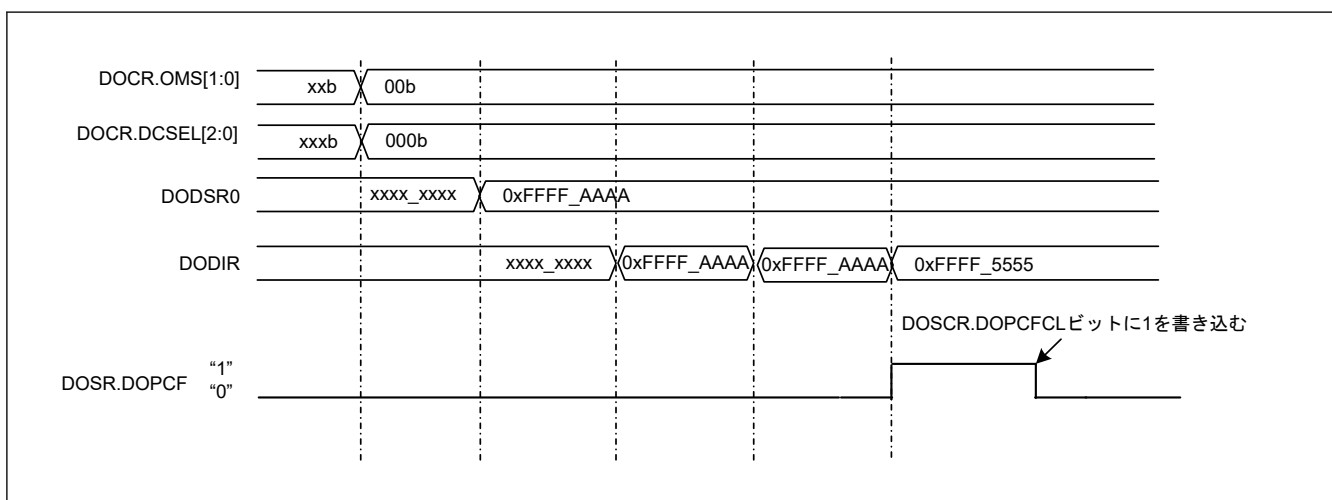 DOCR.OMS[1:0] xxb 00b
DOCR.DCSEL[2:0] xxxb 000b
DODSR0 xxxx_xxxx 0xFFFF_AAAA
DODIR xxxx_xxxx 0xFFFF_AAAA 0xFFFF_AAAA 0xFFFF_5555
DOSCR.DOPCFCLビットに1を書き込む
“1”
DOSR.DOPCF “0”